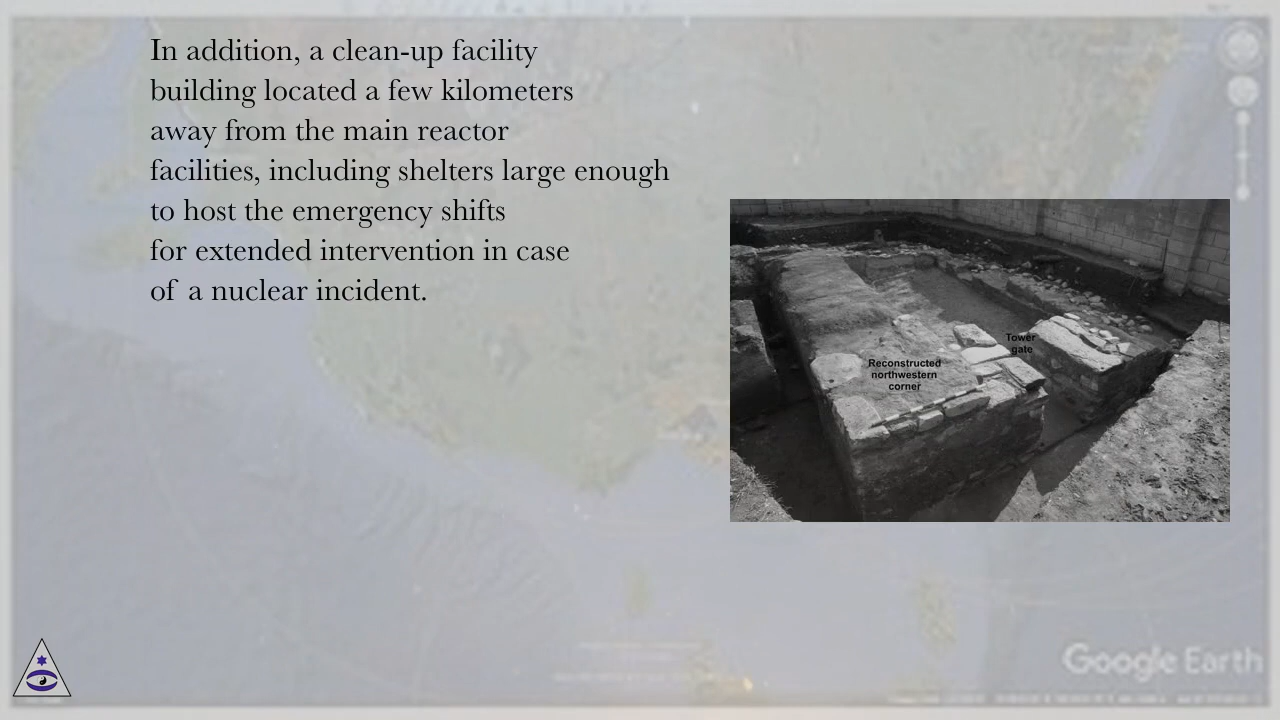 In addition, a clean-up facility
building located a few kilometers
away from the main reactor
facilities, including shelters large enough
to host the emergency shifts
for extended intervention in case
of a nuclear incident.
Tower
gate
Reconstructed
northwestern
corner
Google Earth